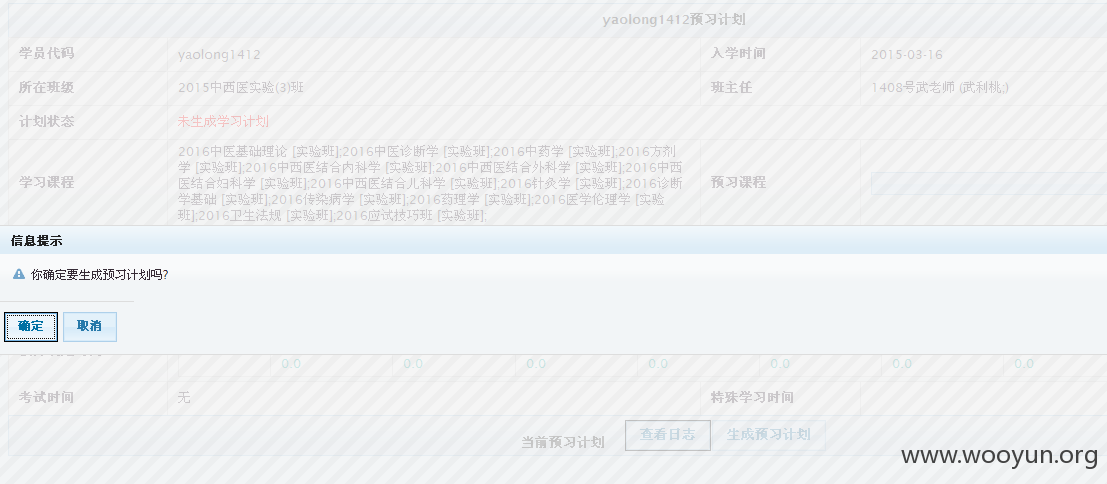 yaolong1412预习计划
学员代码 yaolong1412 入学时间 2015-03-16
所在班级 2015中西医实验(3)班 班主任 1408号武老师 (武利桃;)
计划状态 未生成学习计划
学习课程 2016中医基础理论 [实验班];2016中医诊断学 [实验班];2016中药学 [实验班];2016方剂
学 [实验班];2016中西医结合内科学 [实验班];2016中西医结合外科学 [实验班];2016中西
医结合妇科学 [实验班];2016中西医结合儿科学 [实验班];2016针灸学 [实验班];2016诊断
学基础 [实验班];2016传染病学 [实验班];2016药理学 [实验班];2016医学伦理学 [实验
班];2016卫生法规 [实验班];2016应试技巧班 [实验班];
预习课程
信息提示
你确定要生成预习计划吗?
确定 取消
0.0 0.0 0.0 0.0 0.0 0.0 0.0
考试时间 无 特殊学习时间
当前预习计划 查看日志 生成预习计划
www.wooyun.org